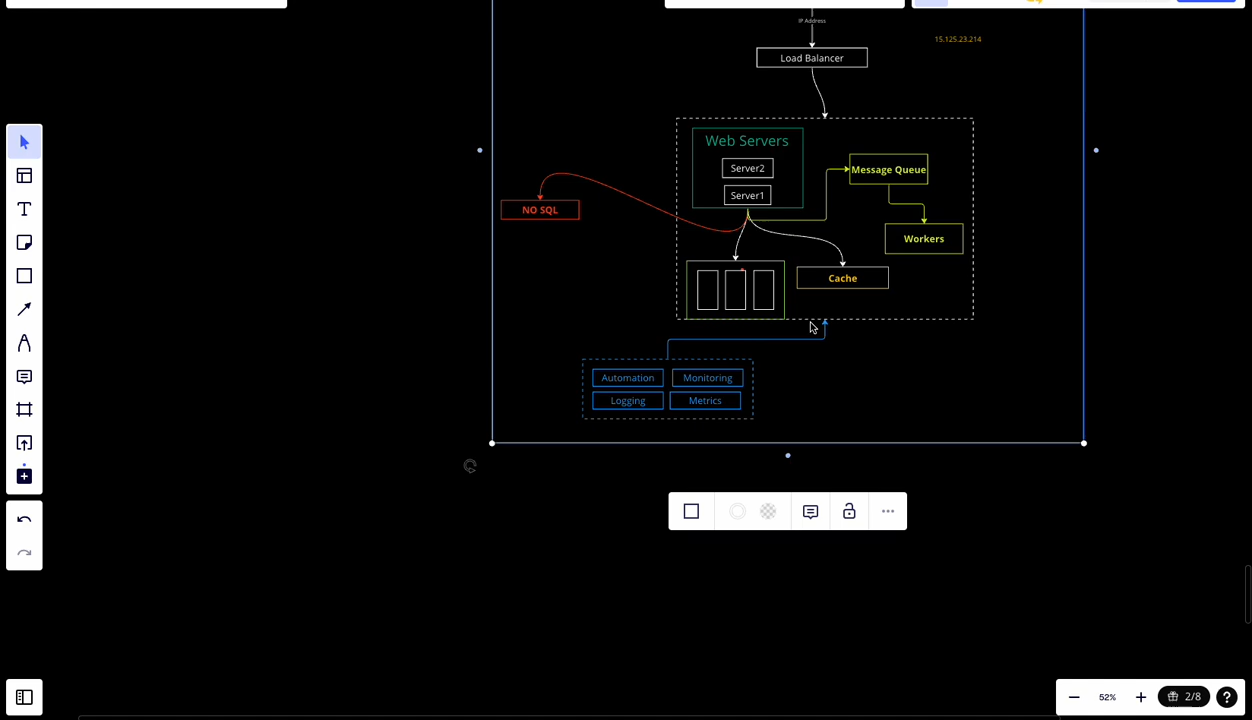 IP Address
15.125.23.214
Load Balancer
Web Servers
Server2
Message Queue
Server1
NO SQL
Workers
Cache
Automation
Monitoring
Logging
Metrics
T
52%
2/8
?